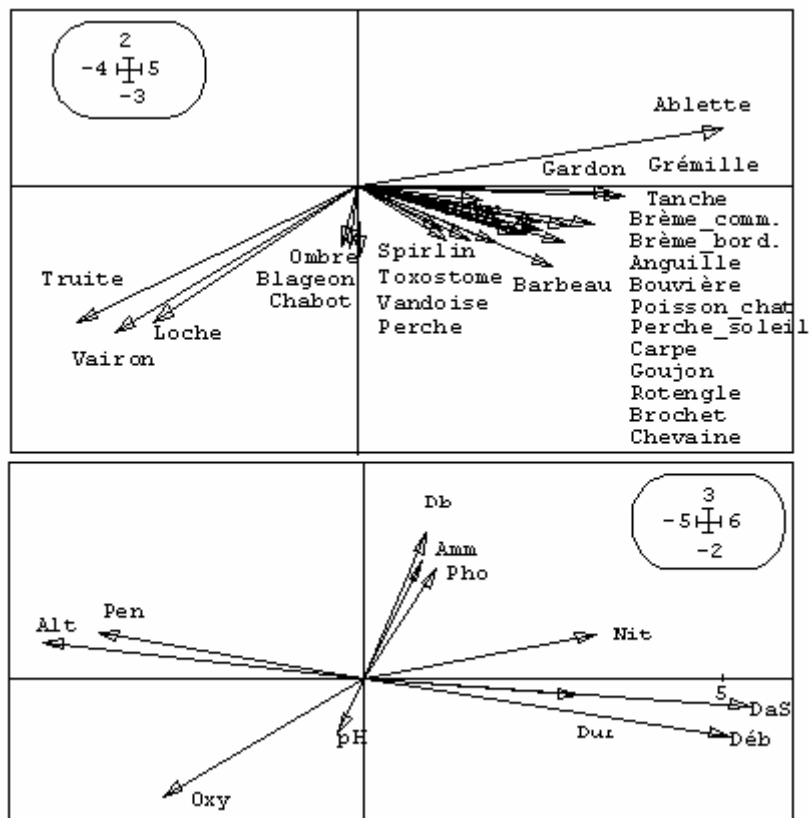 2
-4 5
-3
Ablette
Gardon Grémille
Tanche
Brème_comm.
Ombre Spirlin Brème_bord.
Truite Blageon Toxostome Barbeau Anguille
Chabot Vandoise Bouvière
Loche Perche Poisson_chat
Vairon Perche_soleil
Carpe
Goujon
Rotengle
Brochet
Chevaine
3
-5 6
-2
Db
Amm
Pho
Pen
Alt Nit
5
DaS
pH Dur Déb
Oxy